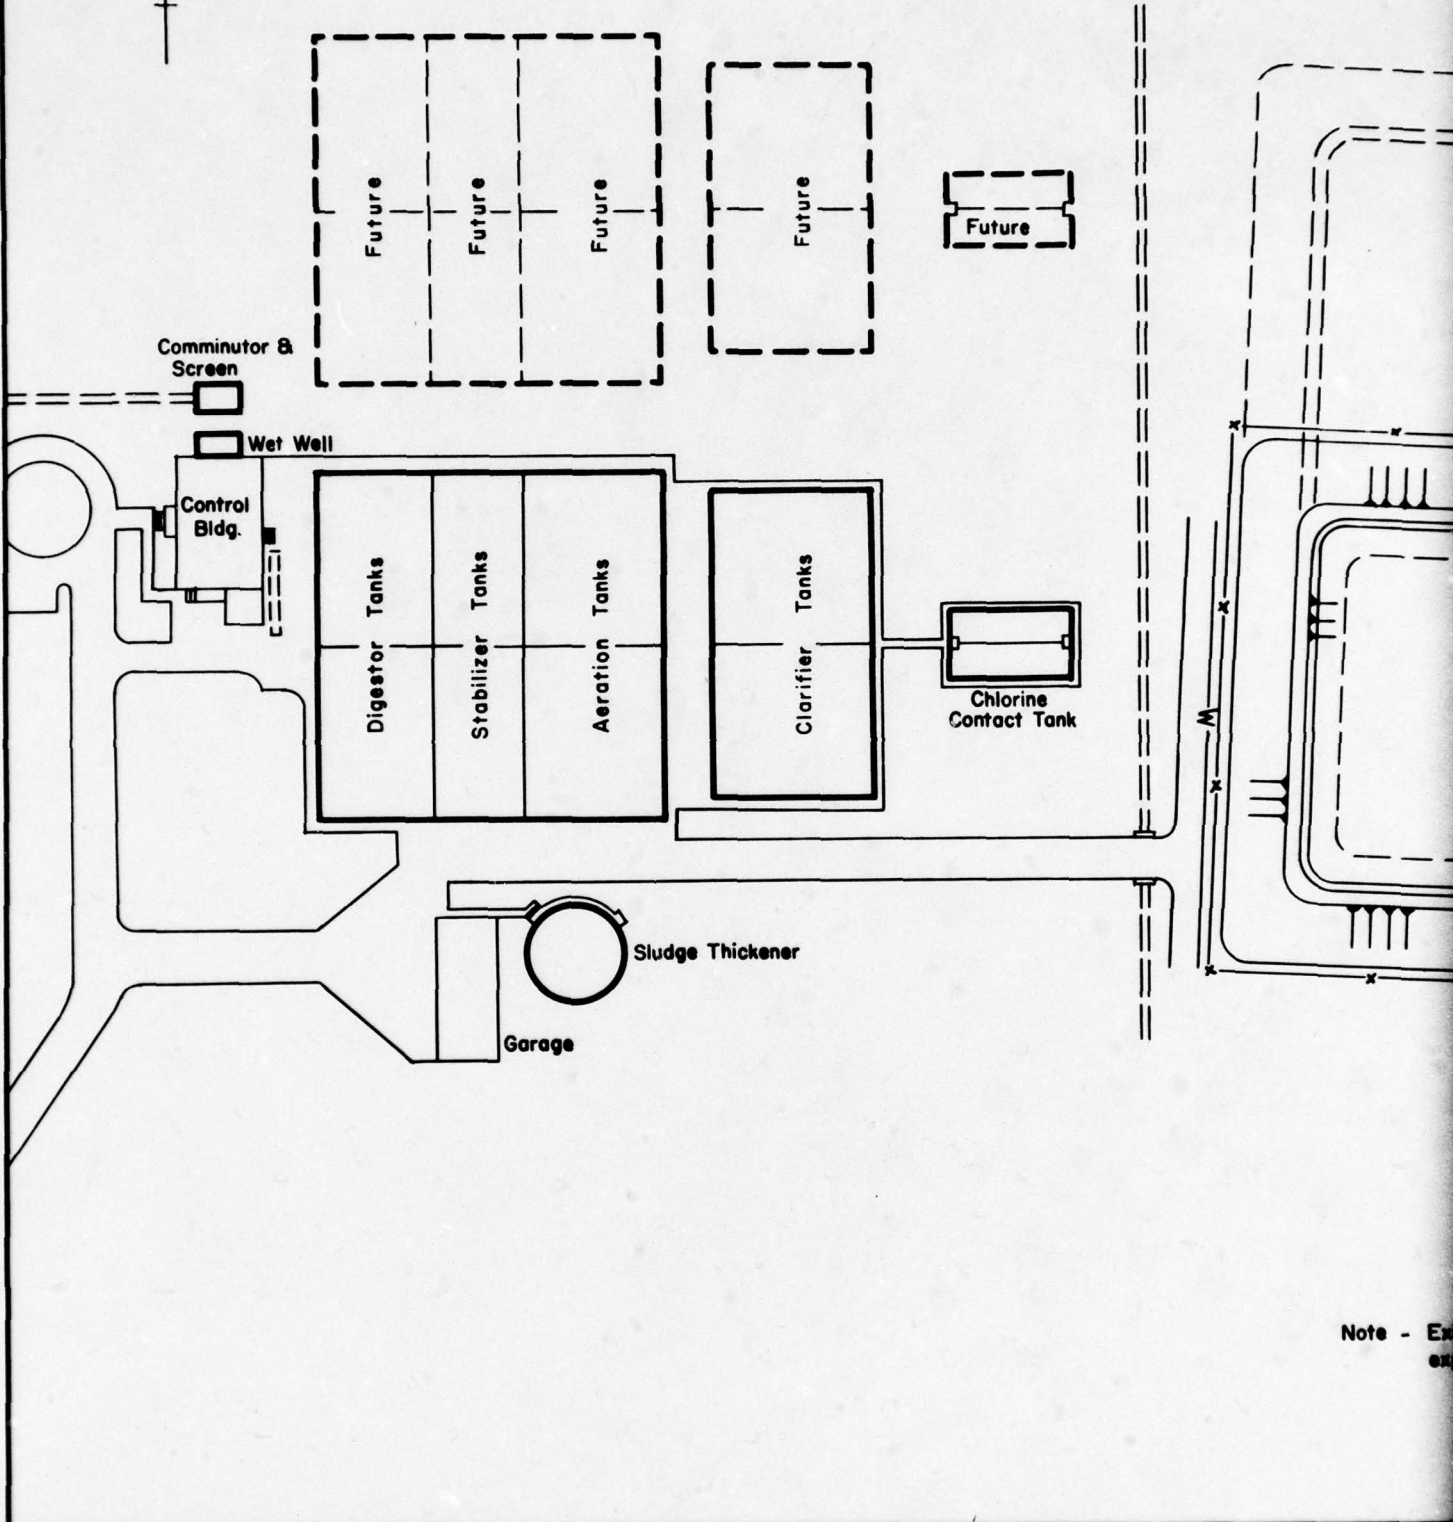 Future
Future
Future
Future
Future
Comminutor &
Screen
Wet Well
Control
Bldg.
Digestor Tanks
Stabilizer Tanks
Aeration Tanks
Clarifier Tanks
Chlorine
Contact Tank
W
Sludge Thickener
Garage
Note -